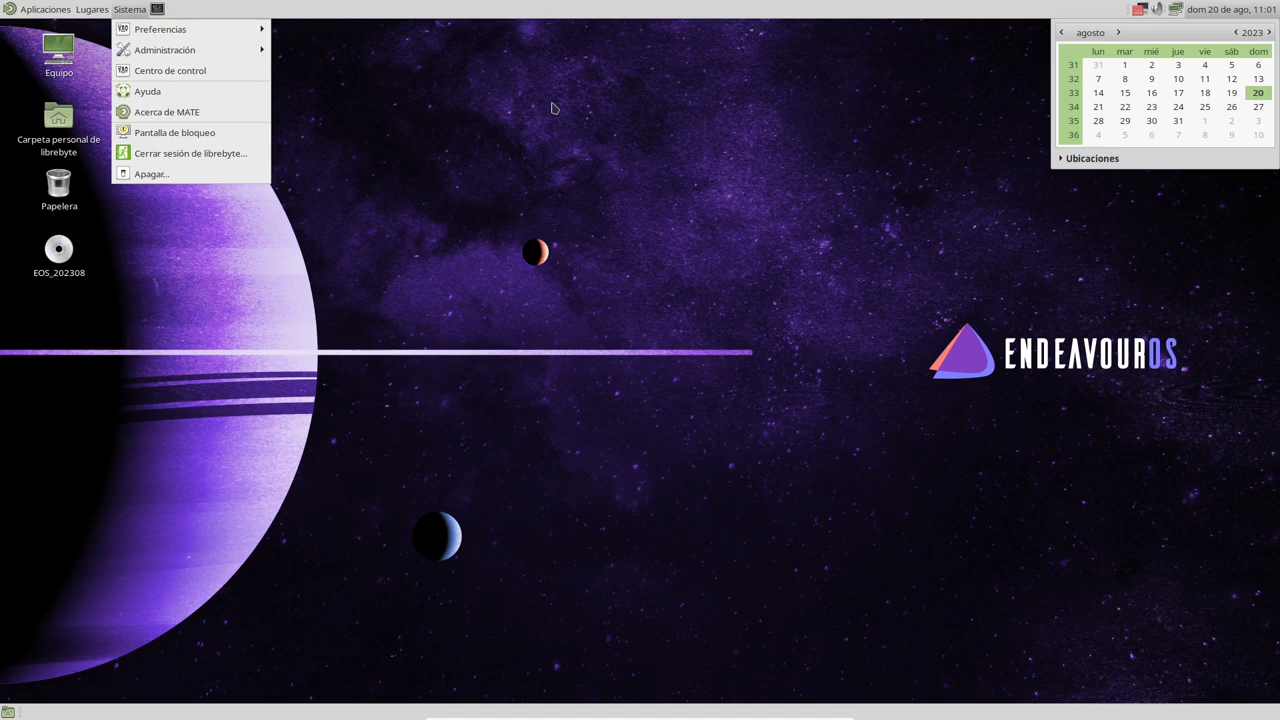 Aplicaciones Lugares Sistema
dom 20 de ago, 11:01
Preferencias
Administración
Centro de control
Ayuda
Acerca de MATE
Pantalla de bloqueo
Cerrar sesión de librebyte...
Apagar...
Equipo
Carpeta personal de
librebyte
Papelera
EOS_202308
agosto 2023
lun mar mié jue vie sáb dom
31 31 1 2 3 4 5 6
32 7 8 9 10 11 12 13
33 14 15 16 17 18 19 20
34 21 22 23 24 25 26 27
35 28 29 30 31 1 2 3
36 4 5 6 7 8 9 10
Ubicaciones
ENDEAVOUROS